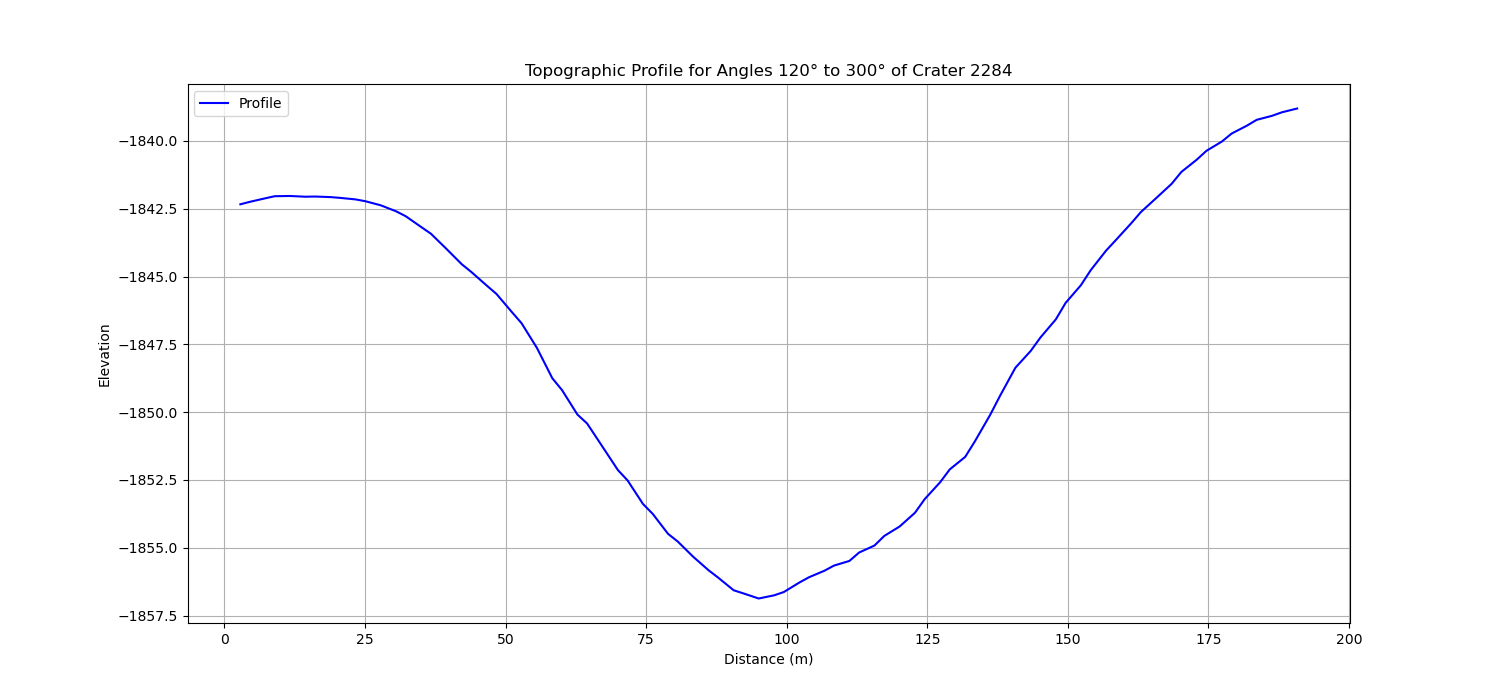 Topographic Profile for Angles 120° to 300° of Crater 2284
Profile
−1840.0
−1842.5
−1845.0
−1847.5
−1850.0
−1852.5
−1855.0
−1857.5
Elevation
0 25 50 75 100 125 150 175 200
Distance (m)